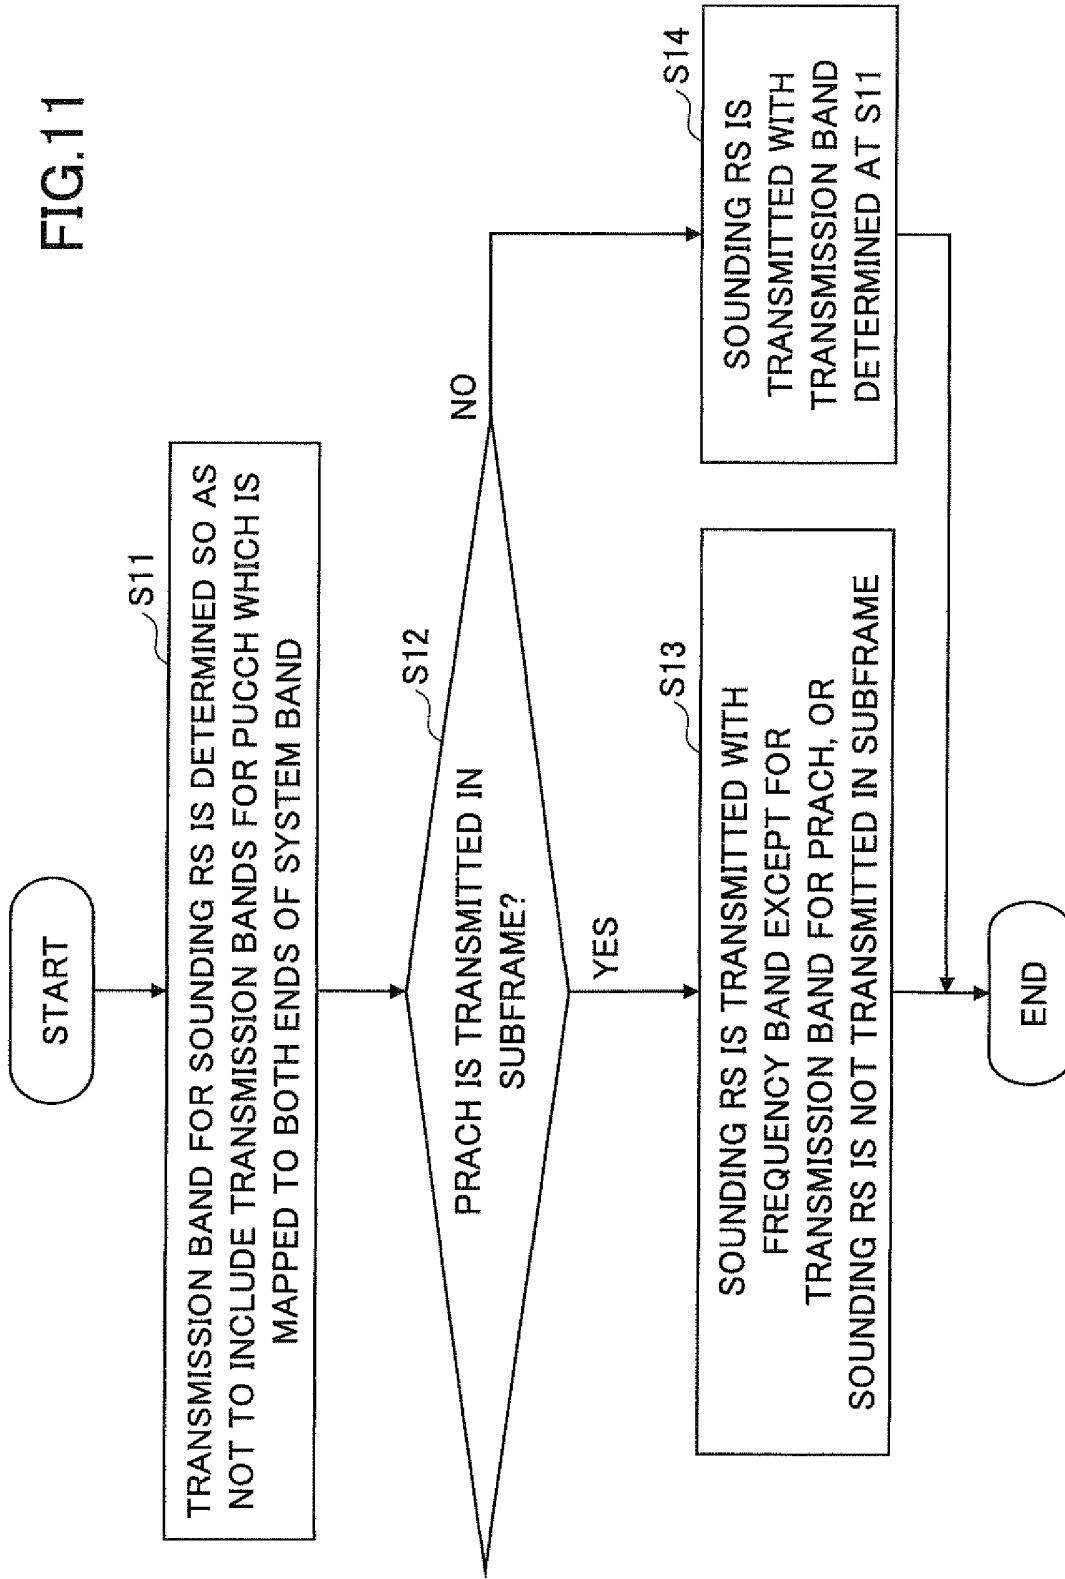 FIG.11
START
S11
TRANSMISSION BAND FOR SOUNDING RS IS DETERMINED SO AS
NOT TO INCLUDE TRANSMISSION BANDS FOR PUCCH WHICH IS
MAPPED TO BOTH ENDS OF SYSTEM BAND
S12
PRACH IS TRANSMITTED IN
SUBFRAME?
NO
YES
S13
SOUNDING RS IS TRANSMITTED WITH
FREQUENCY BAND EXCEPT FOR
TRANSMISSION BAND FOR PRACH, OR
SOUNDING RS IS NOT TRANSMITTED IN SUBFRAME
S14
SOUNDING RS IS
TRANSMITTED WITH
TRANSMISSION BAND
DETERMINED AT S11
END